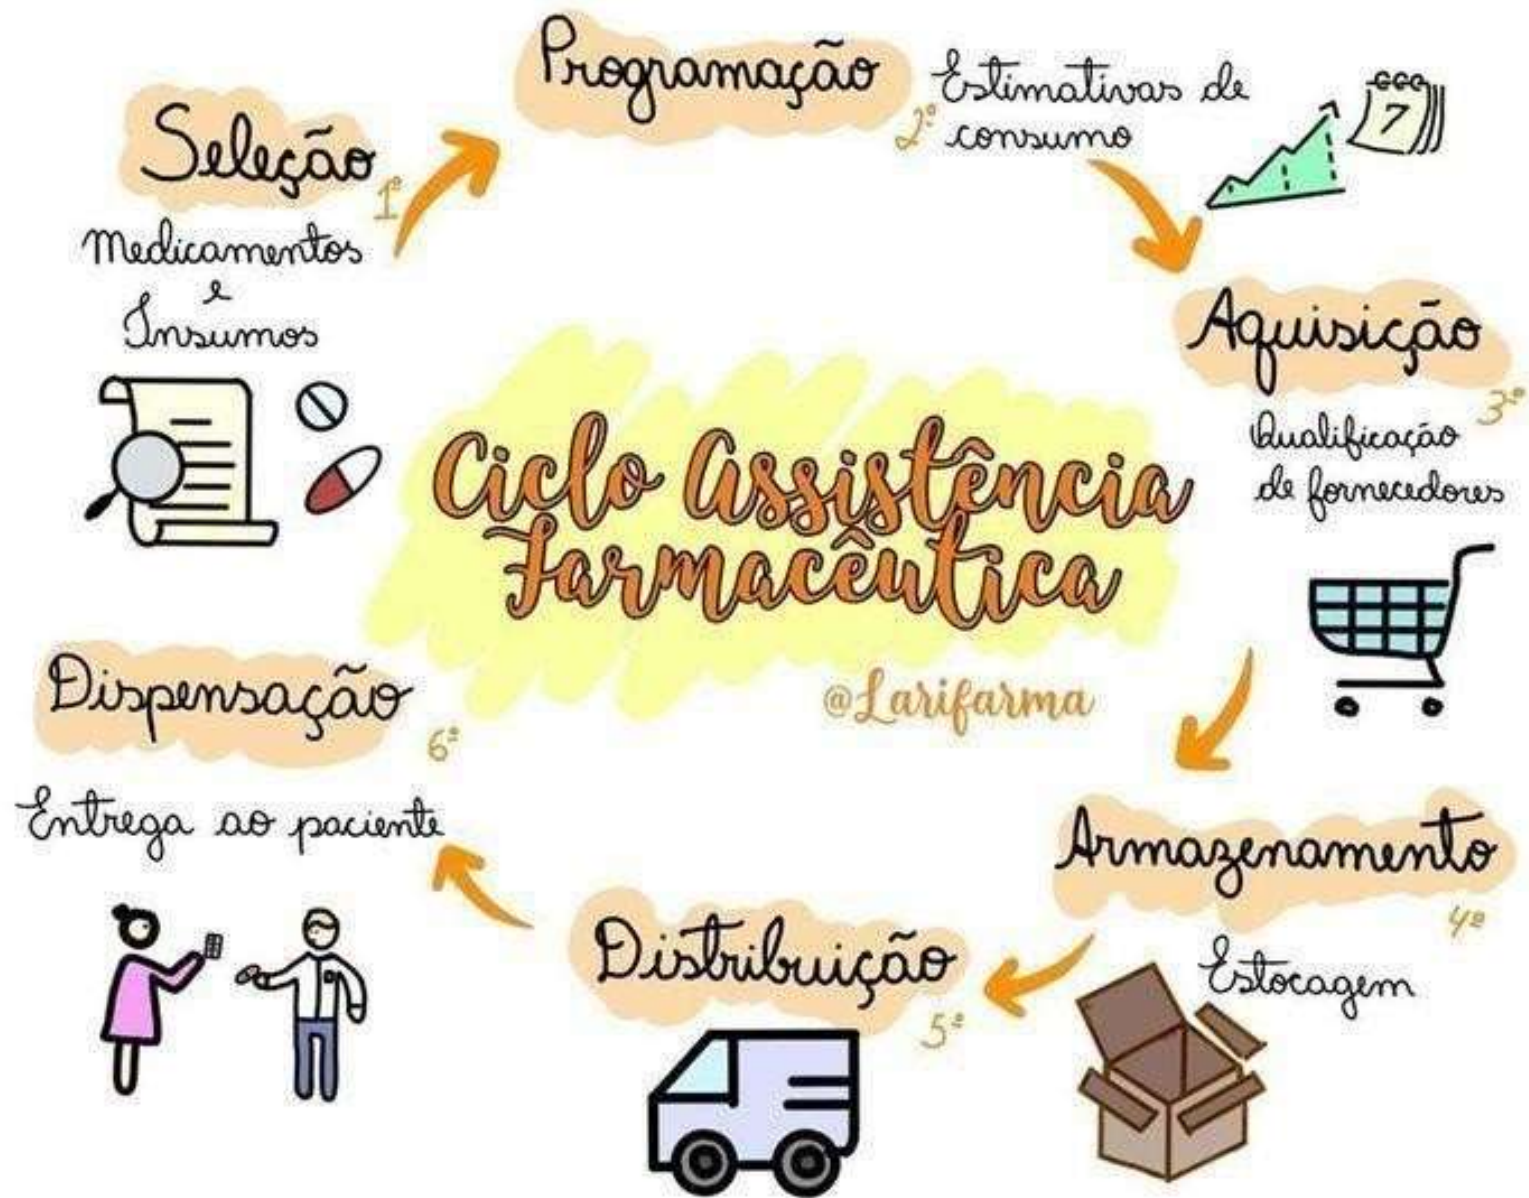 Seleção
1º
Medicamentos
e
Insumos
Programação
2º
Estimativas de
consumo
7
Aquisição
3º
Qualificação
de fornecedores
Armazenamento
4º
Estocagem
Distribuição
5º
Dispensação
6º
Entrega ao paciente
Ciclo Assistência
Farmacêutica
@Larifarma